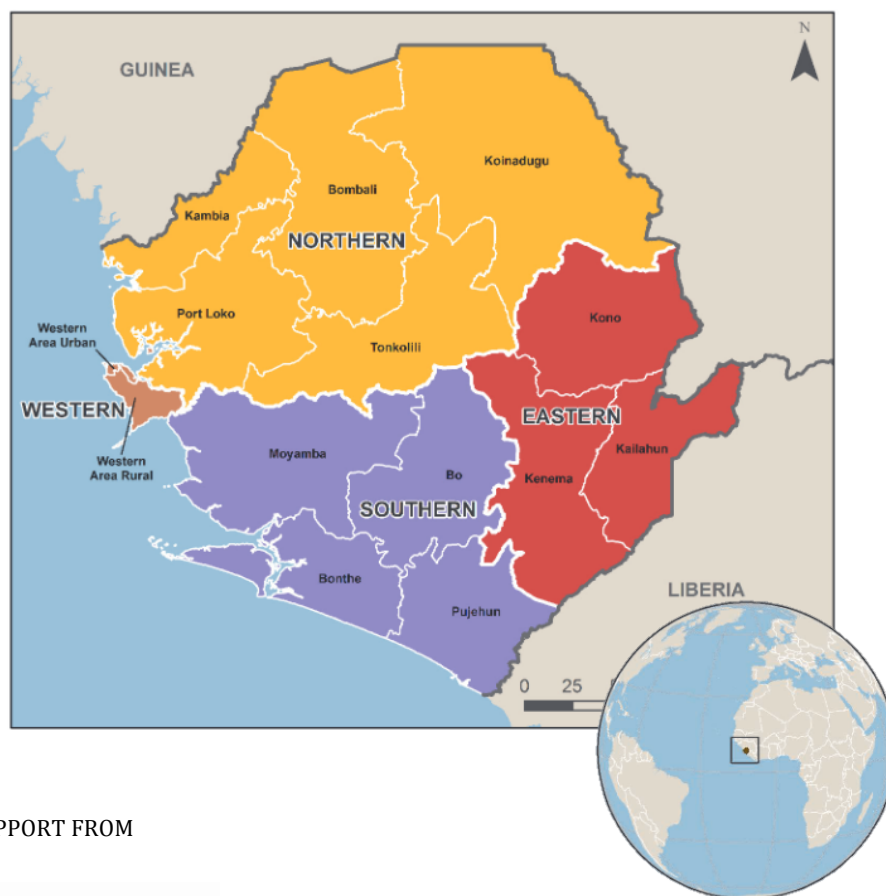 N
GUINEA
Koinadugu
Bombali
Kambia
NORTHERN
Port Loko
Kono
Western
Area Urban
Tonkolili
WESTERN
EASTERN
Moyamba
Kailahun
Western
Area Rural
Bo
Kenema
SOUTHERN
Bonthe
LIBERIA
Pujehun
0 25
PPORT FROM